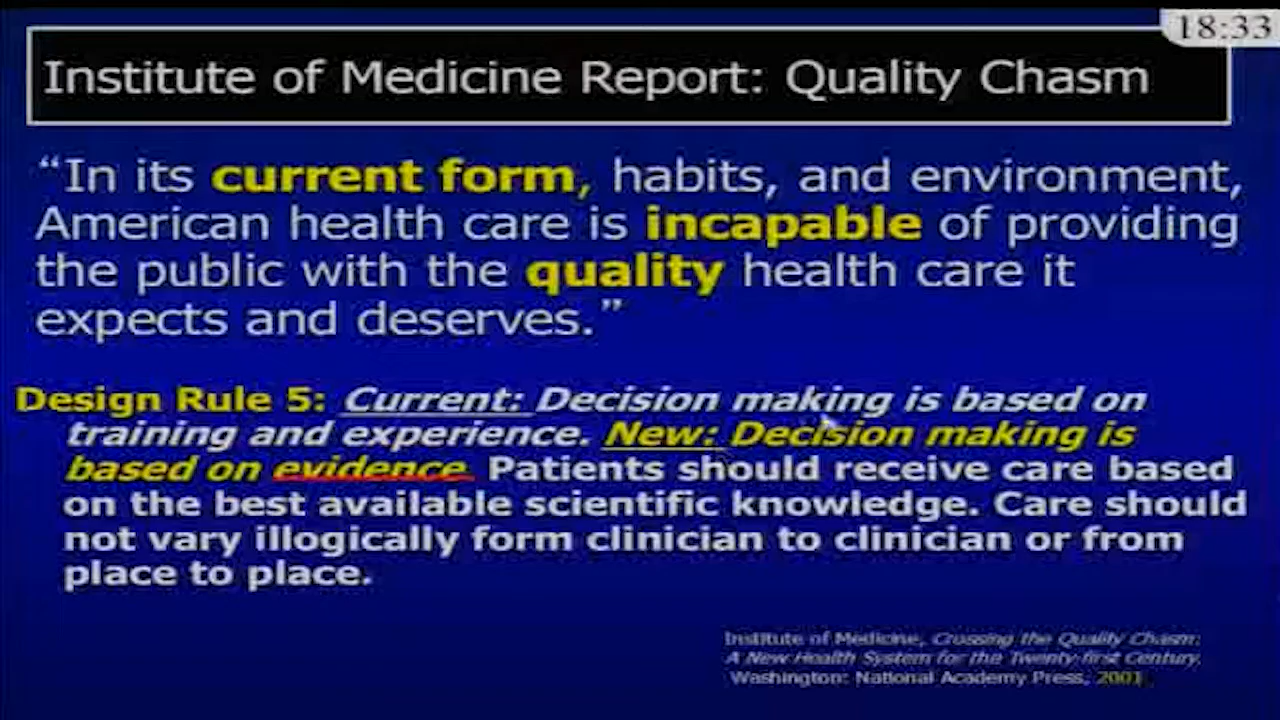 18:33
Institute of Medicine Report: Quality Chasm
“In its current form, habits, and environment,
American health care is incapable of providing
the public with the quality health care it
expects and deserves.”
Design Rule 5: Current: Decision making is based on
training and experience. New: Decision making is
based on evidence. Patients should receive care based
on the best available scientific knowledge. Care should
not vary illogically form clinician to clinician or from
place to place.
Institute of Medicine, Crossing the Quality Chasm:
A New Health System for the Twenty-first Century.
Washington: National Academy Press, 2001